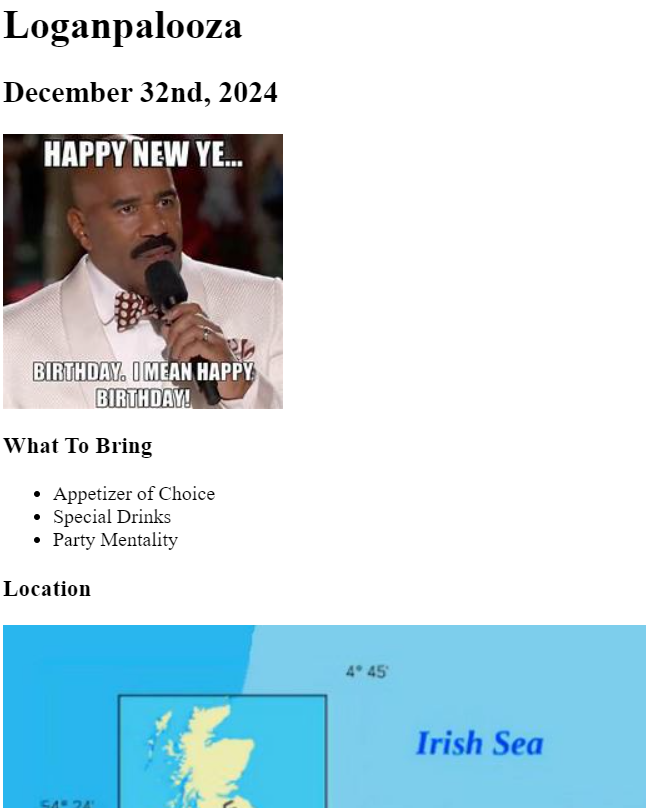 Loganpalooza
December 32nd, 2024
HAPPY NEW YE...
BIRTHDAY. I MEAN HAPPY
BIRTHDAY!
What To Bring
Appetizer of Choice
Special Drinks
Party Mentality
Location
4° 45'
Irish Sea
54° 24'